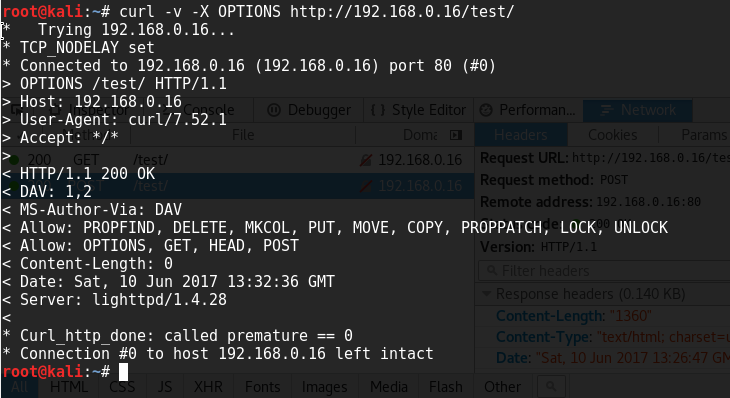 root@kali:~# curl -v -X OPTIONS http://192.168.0.16/test/
*   Trying 192.168.0.16...
* TCP_NODELAY set
* Connected to 192.168.0.16 (192.168.0.16) port 80 (#0)
> OPTIONS /test/ HTTP/1.1
> Host: 192.168.0.16
> User-Agent: curl/7.52.1
> Accept: */*
>
< HTTP/1.1 200 OK
< DAV: 1,2
< MS-Author-Via: DAV
< Allow: PROPFIND, DELETE, MKCOL, PUT, MOVE, COPY, PROPPATCH, LOCK, UNLOCK
< Allow: OPTIONS, GET, HEAD, POST
< Content-Length: 0
< Date: Sat, 10 Jun 2017 13:32:36 GMT
< Server: lighttpd/1.4.28
<
* Curl_http_done: called premature == 0
* Connection #0 to host 192.168.0.16 left intact
root@kali:~#
Inspector Console Debugger Style Editor Performan... Network
File Doma
200 GET /test/ 192.168.0.16
/test/ 192.168.0.16
Headers Cookies Params
Request URL: http://192.168.0.16/tes
Request method: POST
Remote address: 192.168.0.16:80
Version: HTTP/1.1
Filter headers
Response headers (0.140 KB)
Content-Length: "1360"
Content-Type: "text/html; charset=u
Date: "Sat, 10 Jun 2017 13:26:47 GM
All HTML CSS JS XHR Fonts Images Media Flash Other